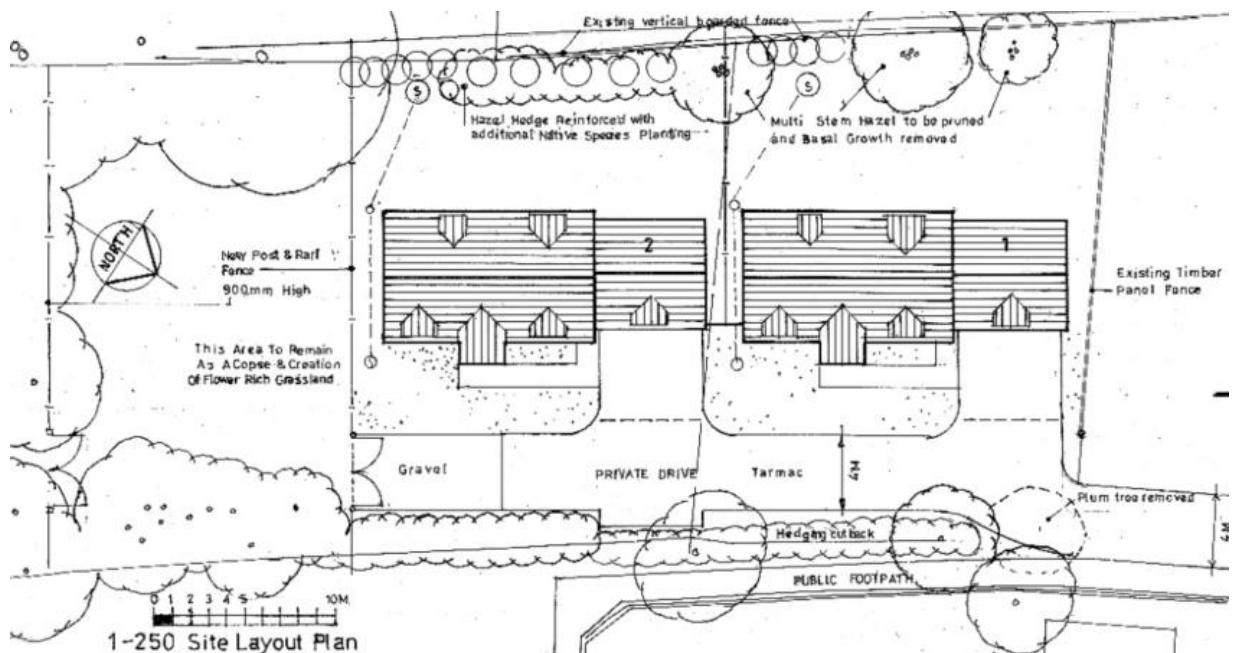 Existing vertical boarded fence
S
S
Hazel Hedge Reinforced with
additional Native Species Planting
Multi Stem Hazel to be pruned
and Basal Growth removed
NORTH
New Post & Rail
Fence
900mm High
2
1
Existing Timber
Panel Fence
This Area To Remain
As A Copse & Creation
Of Flower Rich Grassland
Gravel
PRIVATE DRIVE
Tarmac
4M
Plum tree removed
4M
Hedging cutback
PUBLIC FOOTPATH
0 1 2 3 4 5 10M
1-250 Site Layout Plan